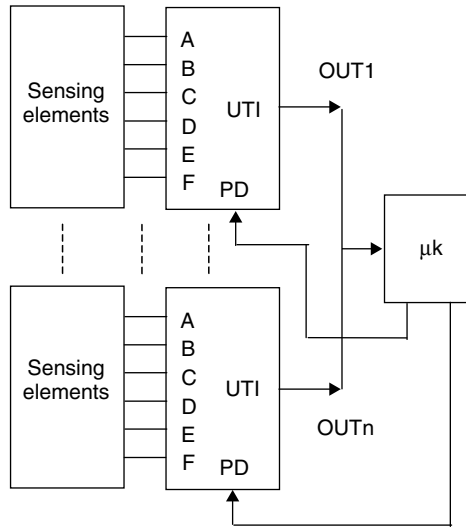 Sensing
elements
A
B
C
D
E
F
UTI
PD
OUT1
μk
Sensing
elements
A
B
C
D
E
F
UTI
PD
OUTn